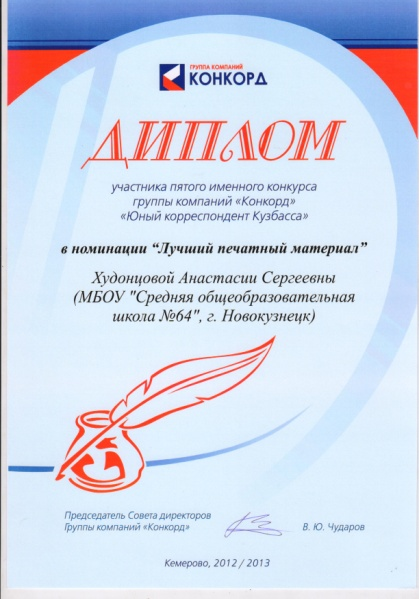 ГРУППА КОМПАНИЙ
КОНКОРД
ДИПЛОМ
участника пятого именного конкурса
группы компаний «Конкорд»
«Юный корреспондент Кузбасса»
в номинации “Лучший печатный материал”
Худонцовой Анастасии Сергеевны
(МБОУ "Средняя общеобразовательная
школа №64", г. Новокузнецк)
Председатель Совета директоров
Группы компаний «Конкорд»
В. Ю. Чударов
Кемерово, 2012 / 2013